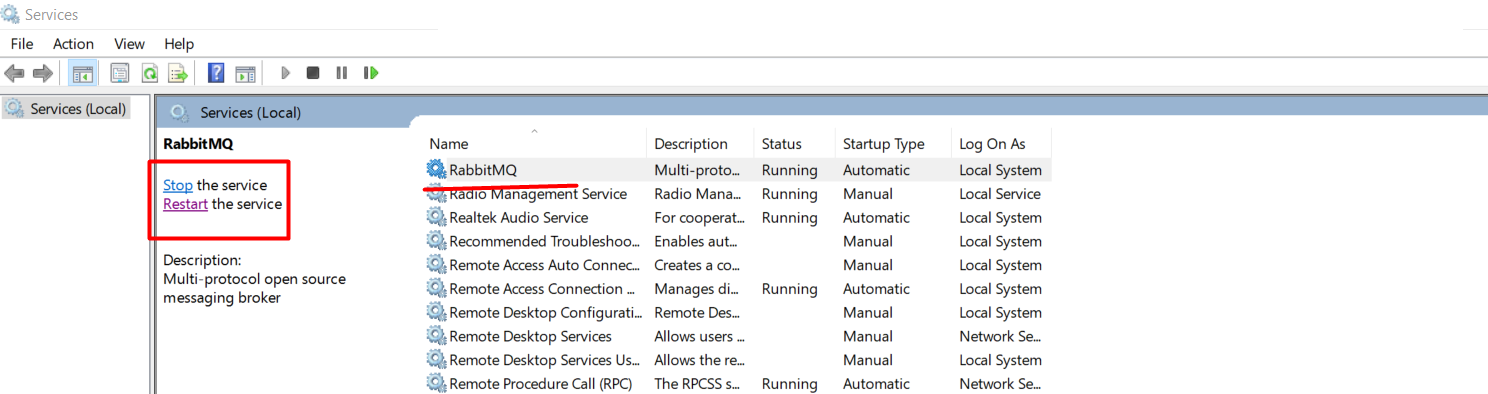 Services
File Action View Help
Services (Local)
Services (Local)
RabbitMQ
Stop the service
Restart the service
Description:
Multi-protocol open source
messaging broker
Name Description Status Startup Type Log On As
RabbitMQ Multi-proto... Running Automatic Local System
Radio Management Service Radio Mana... Running Manual Local Service
Realtek Audio Service For cooperat... Running Automatic Local System
Recommended Troubleshoo... Enables aut... Manual Local System
Remote Access Auto Connec... Creates a co... Manual Local System
Remote Access Connection ... Manages di... Running Automatic Local System
Remote Desktop Configurati... Remote Des... Manual Local System
Remote Desktop Services Allows users ... Manual Network Se...
Remote Desktop Services Us... Allows the re... Manual Local System
Remote Procedure Call (RPC) The RPCSS s... Running Automatic Network Se...